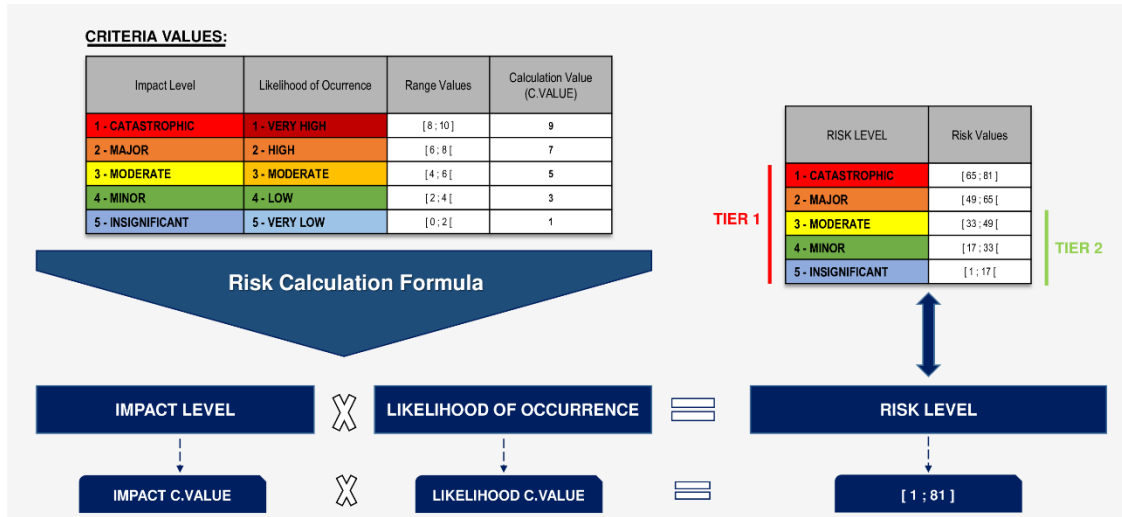 CRITERIA VALUES:
Impact Level Likelihood of Ocurrence Range Values Calculation Value (C.VALUE)
1 - CATASTROPHIC 1 - VERY HIGH [ 8 ; 10 ] 9
2 - MAJOR 2 - HIGH [ 6 ; 8 [ 7
3 - MODERATE 3 - MODERATE [ 4 ; 6 [ 5
4 - MINOR 4 - LOW [ 2 ; 4 [ 3
5 - INSIGNIFICANT 5 - VERY LOW [ 0 ; 2 [ 1
RISK LEVEL Risk Values
1 - CATASTROPHIC [ 65 ; 81 ]
2 - MAJOR [ 49 ; 65 [
3 - MODERATE [ 33 ; 49 [
4 - MINOR [ 17 ; 33 [
5 - INSIGNIFICANT [ 1 ; 17 [
TIER 1
TIER 2
Risk Calculation Formula
IMPACT LEVEL X LIKELIHOOD OF OCCURRENCE = RISK LEVEL
IMPACT C.VALUE X LIKELIHOOD C.VALUE = [ 1 ; 81 ]